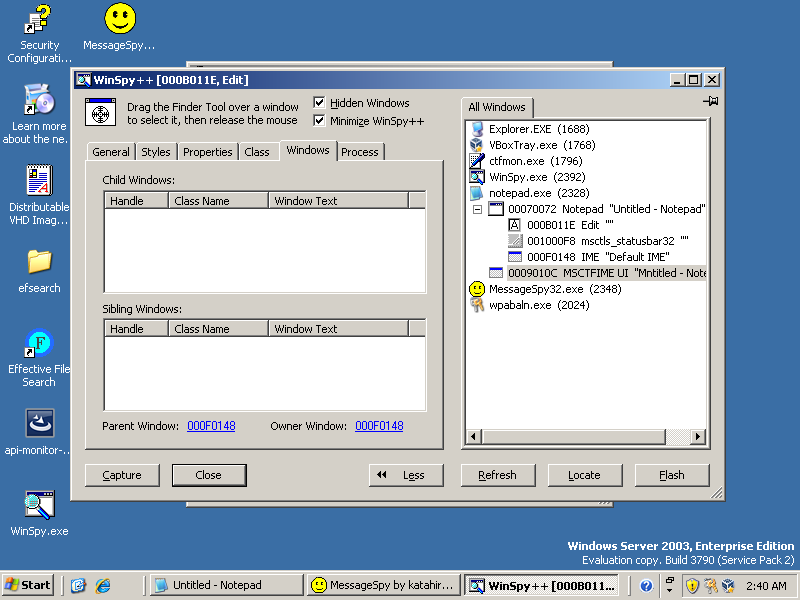 Security
Configurati...
MessageSpy...
Learn more
about the ne...
Distributable
VHD Imag...
efsearch
Effective File
Search
api-monitor-...
WinSpy.exe
WinSpy++ [000B011E, Edit]
Drag the Finder Tool over a window
to select it, then release the mouse
Hidden Windows
Minimize WinSpy++
General Styles Properties Class Windows Process
Child Windows:
Handle Class Name Window Text
Sibling Windows:
Handle Class Name Window Text
Parent Window: 000F0148 Owner Window: 000F0148
Capture Close Less
All Windows
Explorer.EXE (1688)
VBoxTray.exe (1768)
ctfmon.exe (1796)
WinSpy.exe (2392)
notepad.exe (2328)
00070072 Notepad "Untitled - Notepad"
000B011E Edit ""
001000F8 msctls_statusbar32 ""
000F0148 IME "Default IME"
0009010C MSCTFIME UI "Mntitled - Note
MessageSpy32.exe (2348)
wpabaln.exe (2024)
Refresh Locate Flash
Windows Server 2003, Enterprise Edition
Evaluation copy. Build 3790 (Service Pack 2)
Start Untitled - Notepad MessageSpy by katahir... WinSpy++ [000B011... 2:40 AM